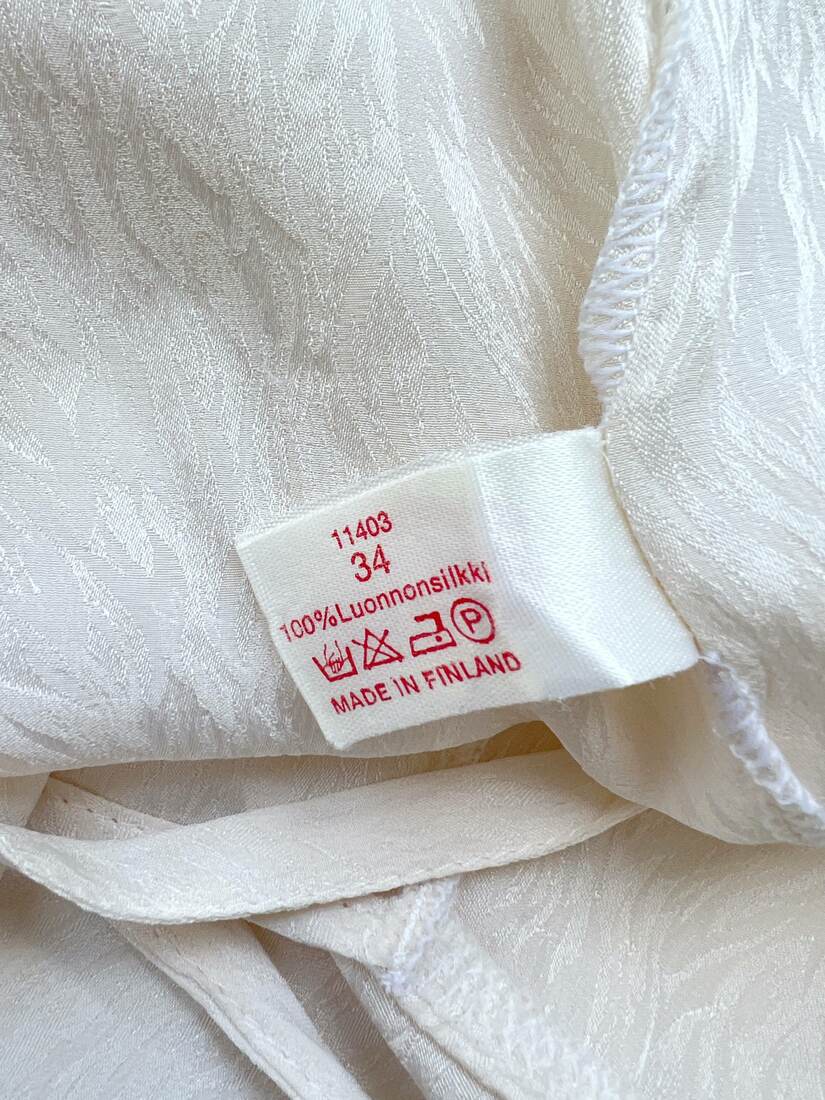 11403
34
100%Luonnonsilkki
P
MADE IN FINLAND